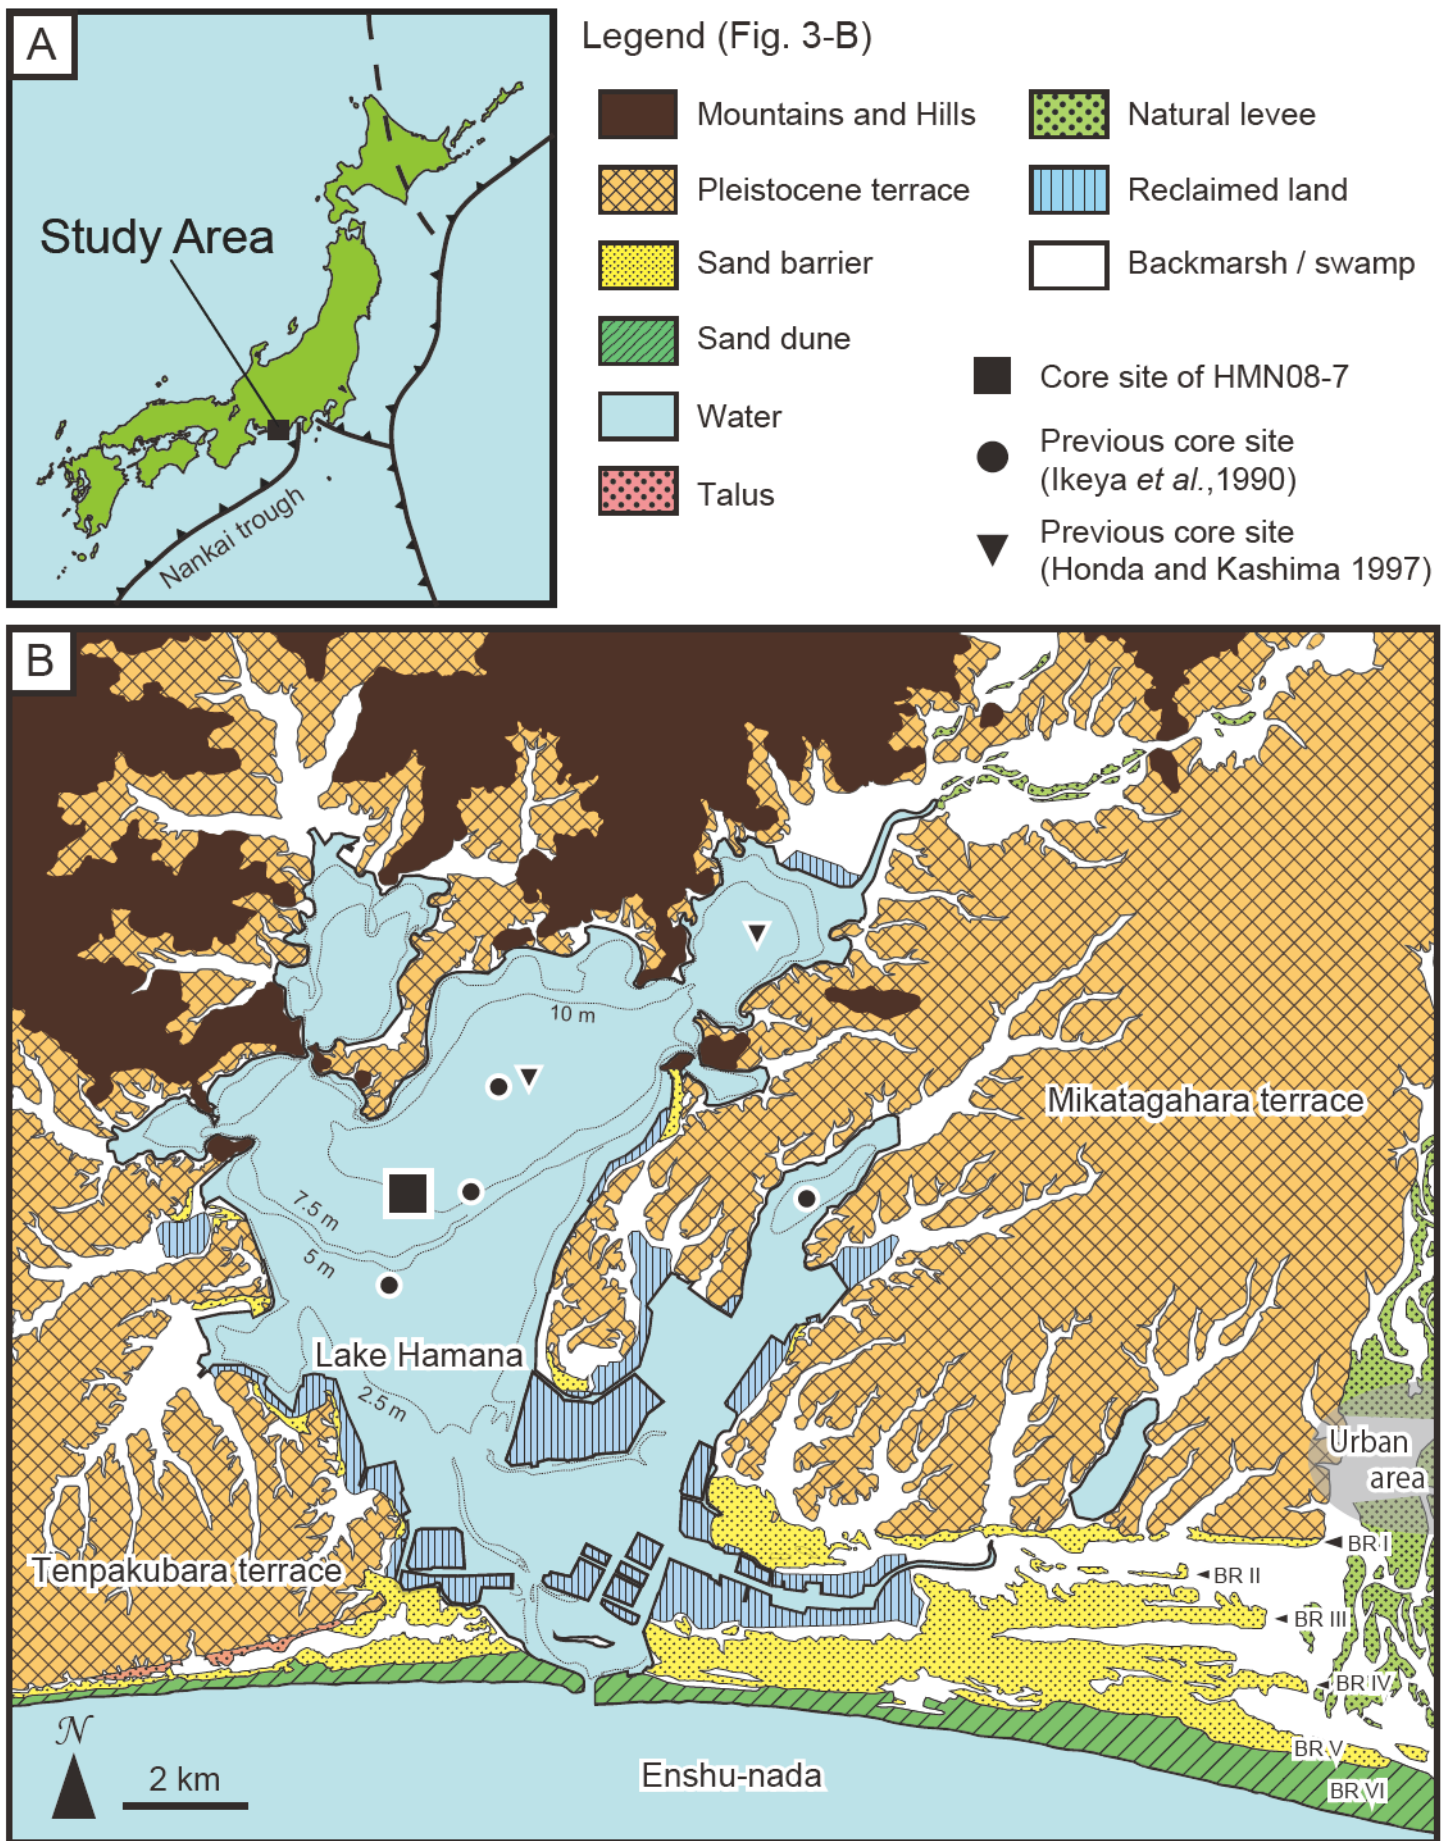 A
Study Area
Nankai trough
Legend (Fig. 3-B)
Mountains and Hills
Pleistocene terrace
Sand barrier
Sand dune
Water
Talus
Natural levee
Reclaimed land
Backmarsh / swamp
Core site of HMN08-7
Previous core site
(Ikeya et al.,1990)
Previous core site
(Honda and Kashima 1997)
B
10 m
Mikatagahara terrace
7.5 m
5 m
Lake Hamana
2.5 m
Urban
area
BR I
Tenpakubara terrace
BR II
BR III
BR IV
N
BR V
2 km
Enshu-nada
BR VI